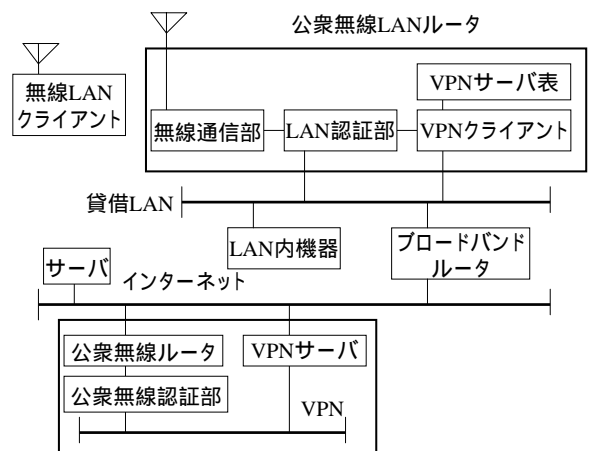 公衆無線LANルータ
無線LAN
クライアント
VPNサーバ表
無線通信部
LAN認証部
VPNクライアント
貸借LAN
LAN内機器
ブロードバンド
ルータ
サーバ
インターネット
公衆無線ルータ
VPNサーバ
公衆無線認証部
VPN